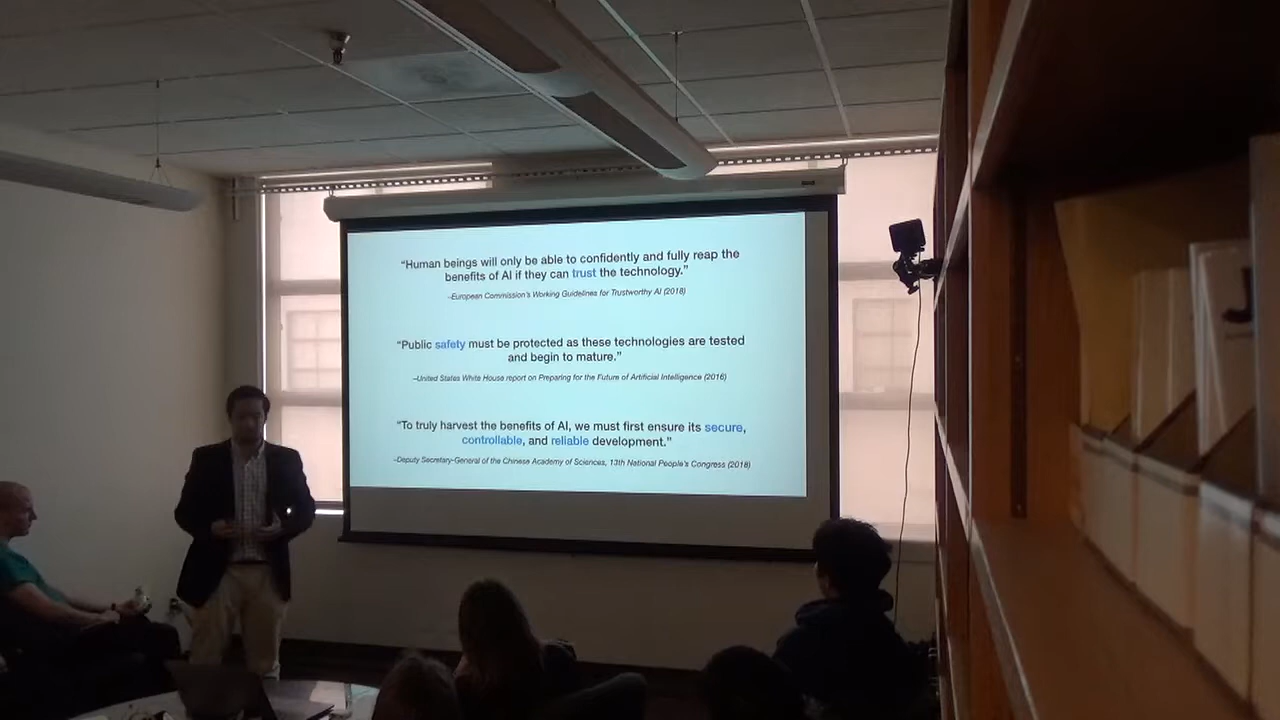 “Human beings will only be able to confidently and fully reap the
benefits of AI if they can trust the technology.”
–European Commission's Working Guidelines for Trustworthy AI (2018)
“Public safety must be protected as these technologies are tested
and begin to mature.”
–United States White House report on Preparing for the Future of Artificial Intelligence (2016)
“To truly harvest the benefits of AI, we must first ensure its secure,
controllable, and reliable development.”
–Deputy Secretary-General of the Chinese Academy of Sciences, 13th National People's Congress (2018)